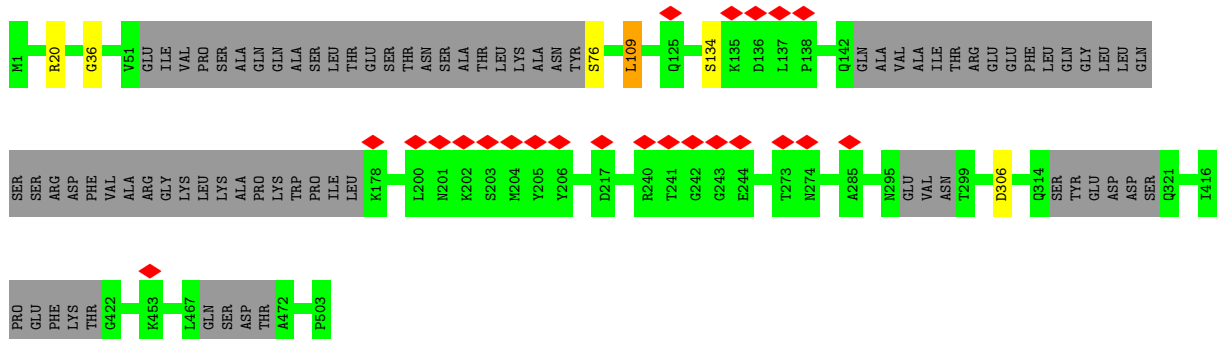 M1 R20 G36 V51 GLU ILE VAL PRO SER ALA GLN GLN ALA SER LEU THR GLU SER THR ASN SER ALA THR LEU LYS ALA ASN TYR S76 L109 Q125 S134 K135 D136 L137 P138 Q142 GLN ALA VAL ALA ILE THR ARG GLU GLU PHE LEU GLN GLY LEU LEU GLN
SER SER ARG ASP PHE VAL ALA ARG GLY LYS LEU LYS ALA PRO LYS TRP PRO ILE LEU K178 L200 N201 K202 S203 M204 Y205 Y206 D217 R240 T241 G242 G243 E244 T273 N274 A285 N295 GLU VAL ASN T299 D306 Q314 SER TYR GLU ASP ASP SER Q321 I416
PRO GLU PHE LYS THR G422 K453 L467 GLN SER ASP THR A472 P503